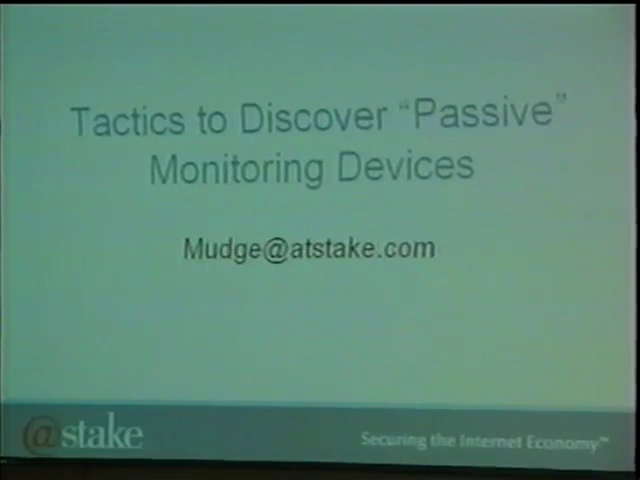 Tactics to Discover “Passive”
Monitoring Devices
Mudge@atstake.com
@stake
Securing the Internet Economy™